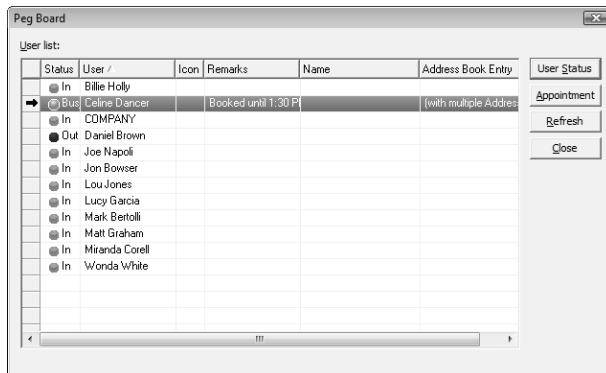 Peg Board
User list:
Status User Icon Remarks Name Address Book Entry
In Billie Holly
Bus Celine Dancer Booked until 1:30 P (with multiple Addres
In COMPANY
Out Daniel Brown
In Joe Napoli
In Jon Bowser
In Lou Jones
In Lucy Garcia
In Mark Bertolli
In Matt Graham
In Miranda Corell
In Wonda White
User Status
Appointment
Refresh
Close